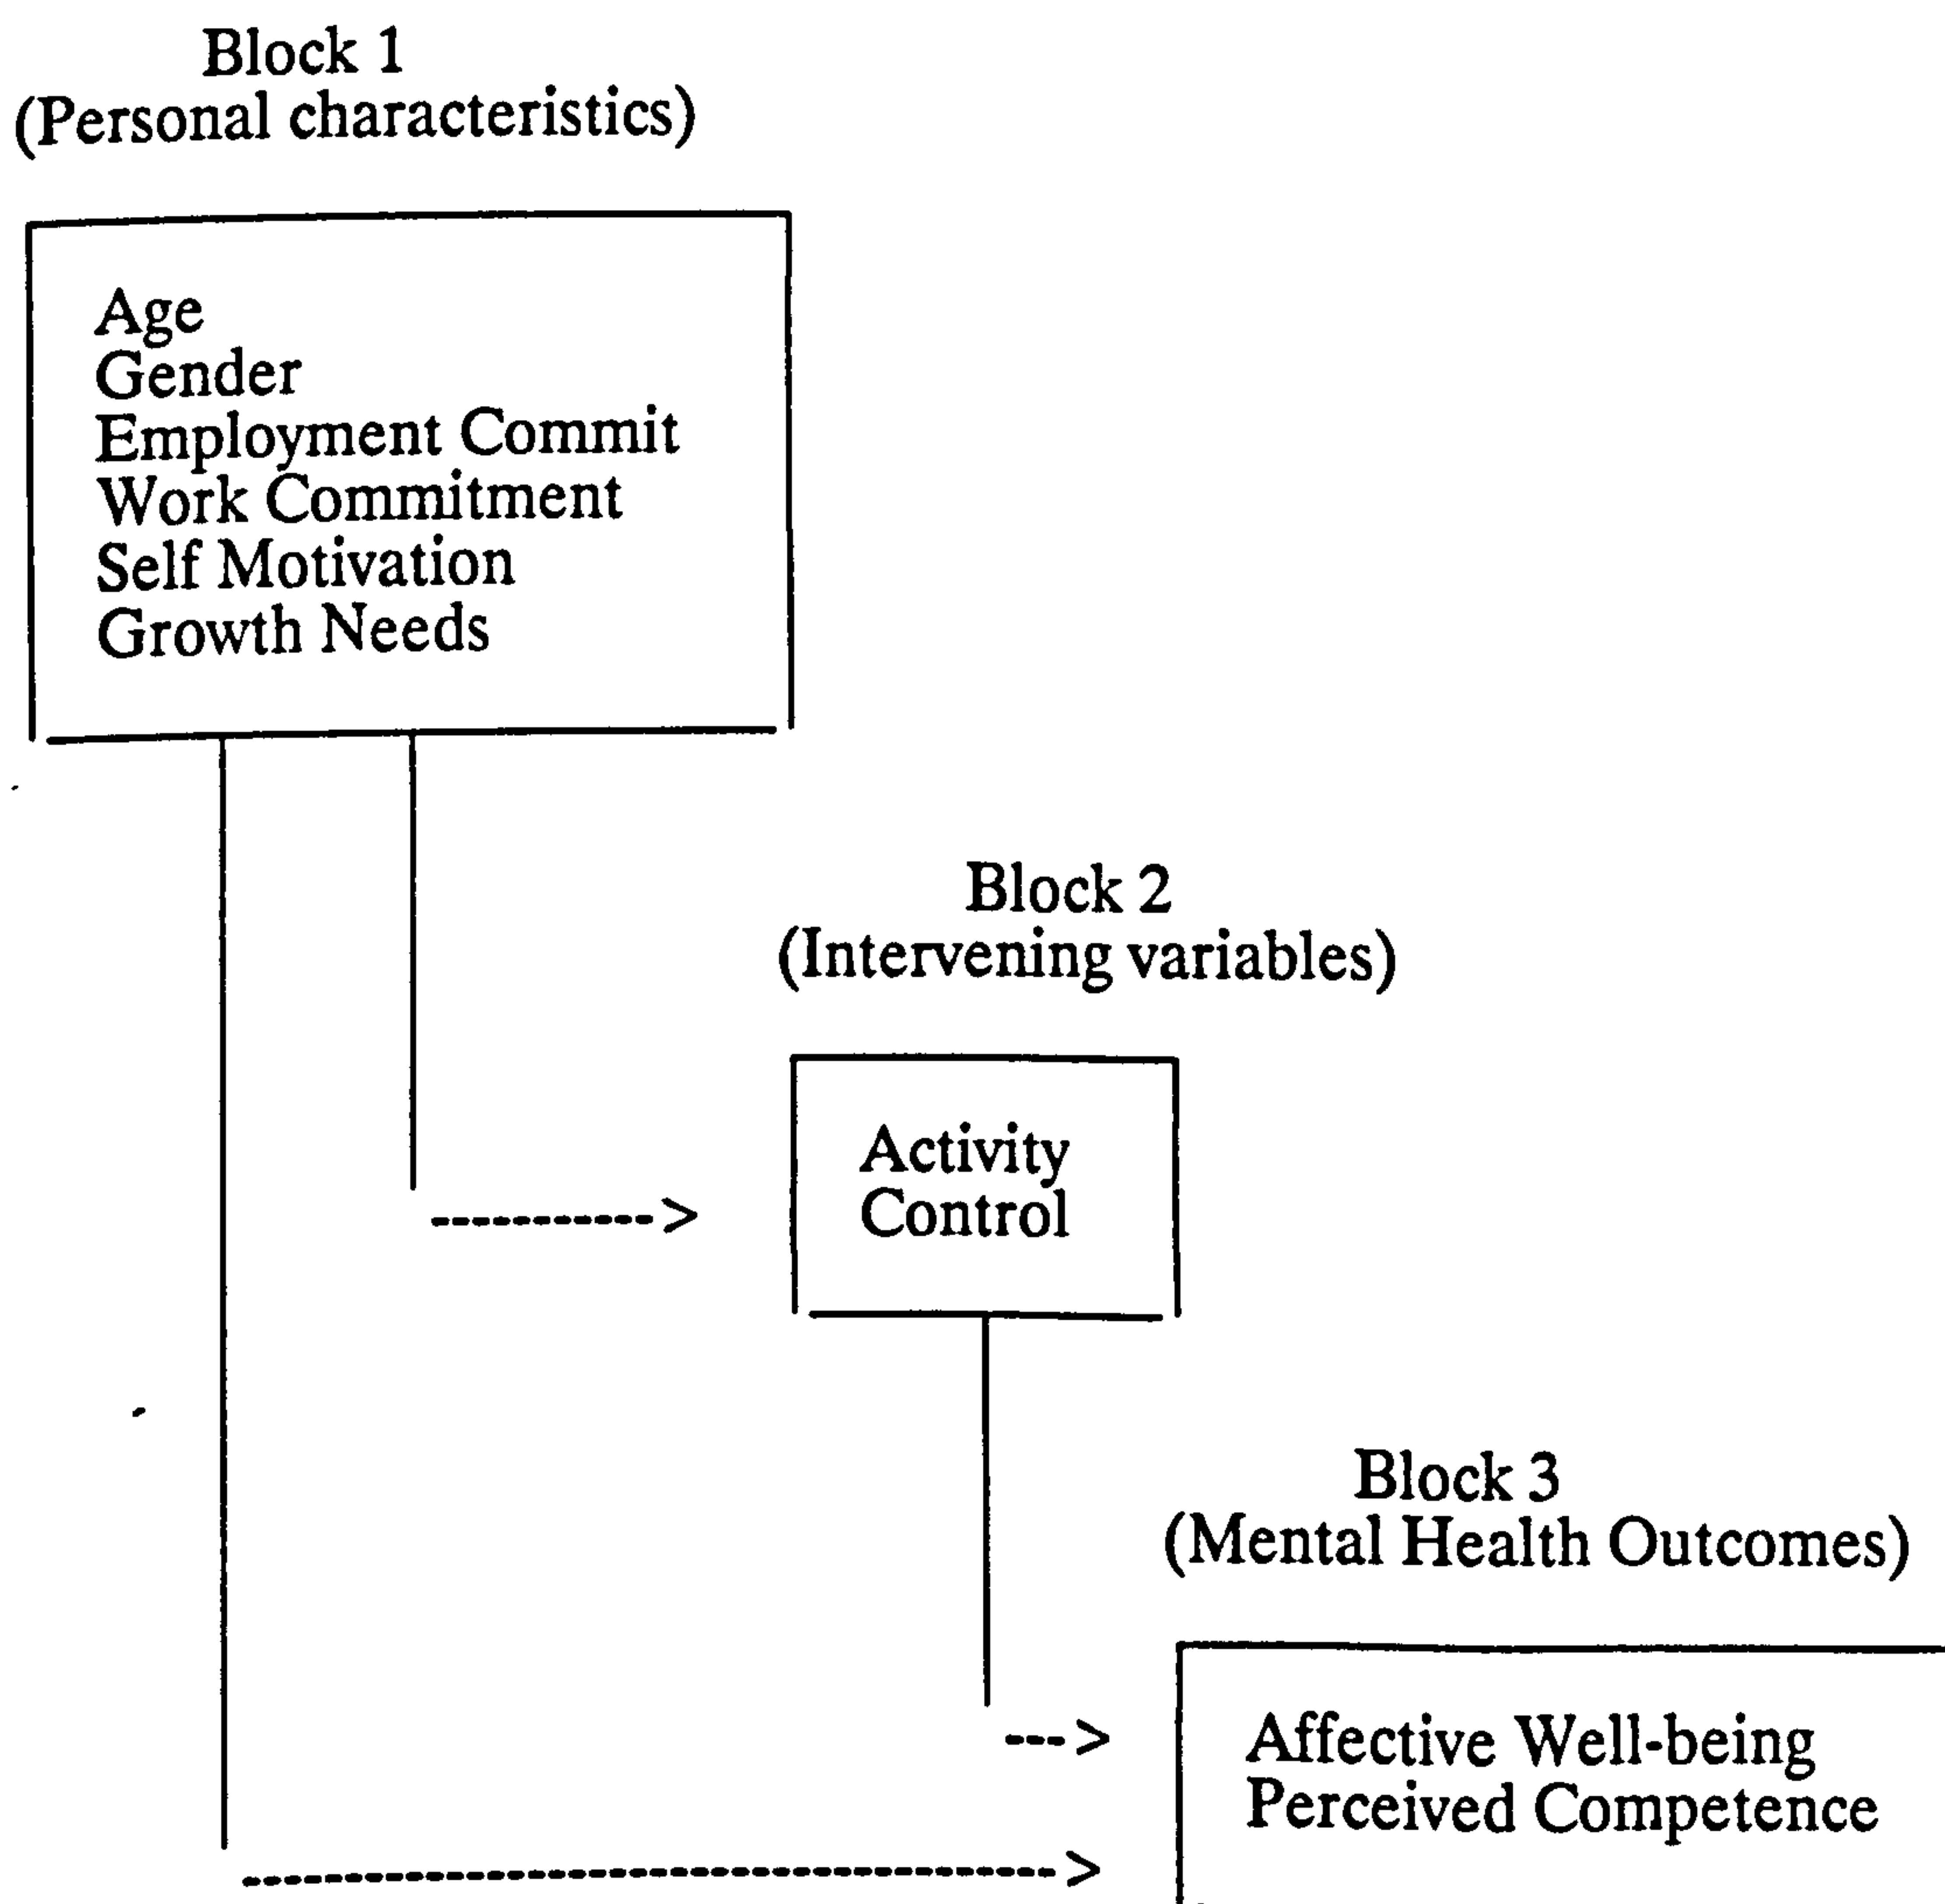 Block 1
(Personal characteristics)
Age
Gender
Employment Commit
Work Commitment
Self Motivation
Growth Needs
Block 2
(Intervening variables)
Activity
Control
Block 3
(Mental Health Outcomes)
Affective Well-being
Perceived Competence